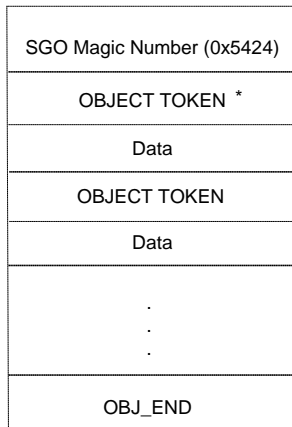 SGO Magic Number (0x5424)
OBJECT TOKEN *
Data
OBJECT TOKEN
Data
.
.
.
OBJ_END